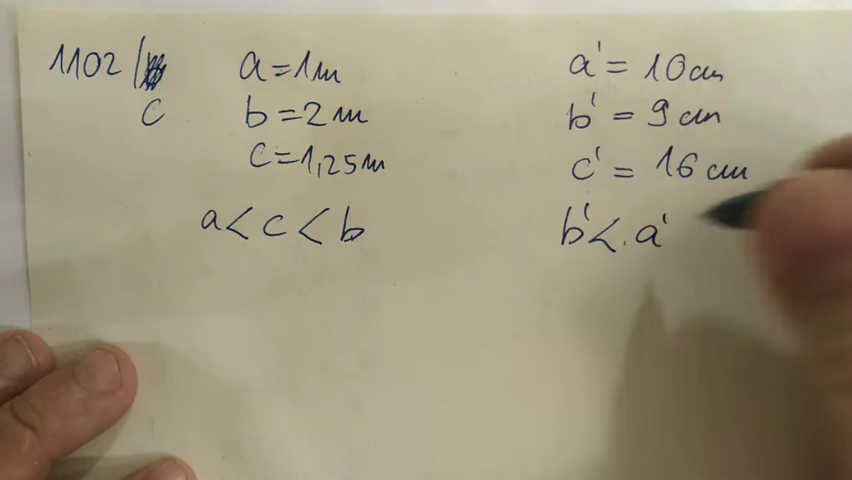 1102/
c
a=1m
b=2m
c=1,25m
a<c<b
a'=10cm
b'=9cm
c'=16cm
b'<.a'